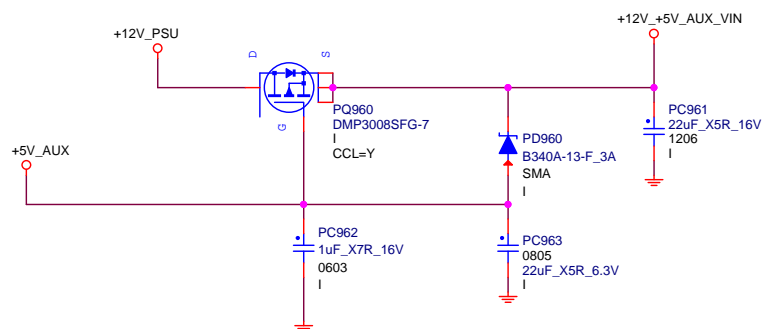 +12V_PSU
+12V_+5V_AUX_VIN
D
S
G
PQ960
DMP3008SFG-7
I
CCL=Y
PC961
22uF_X5R_16V
1206
I
PD960
B340A-13-F_3A
SMA
I
+5V_AUX
PC962
1uF_X7R_16V
0603
I
PC963
0805
22uF_X5R_6.3V
I